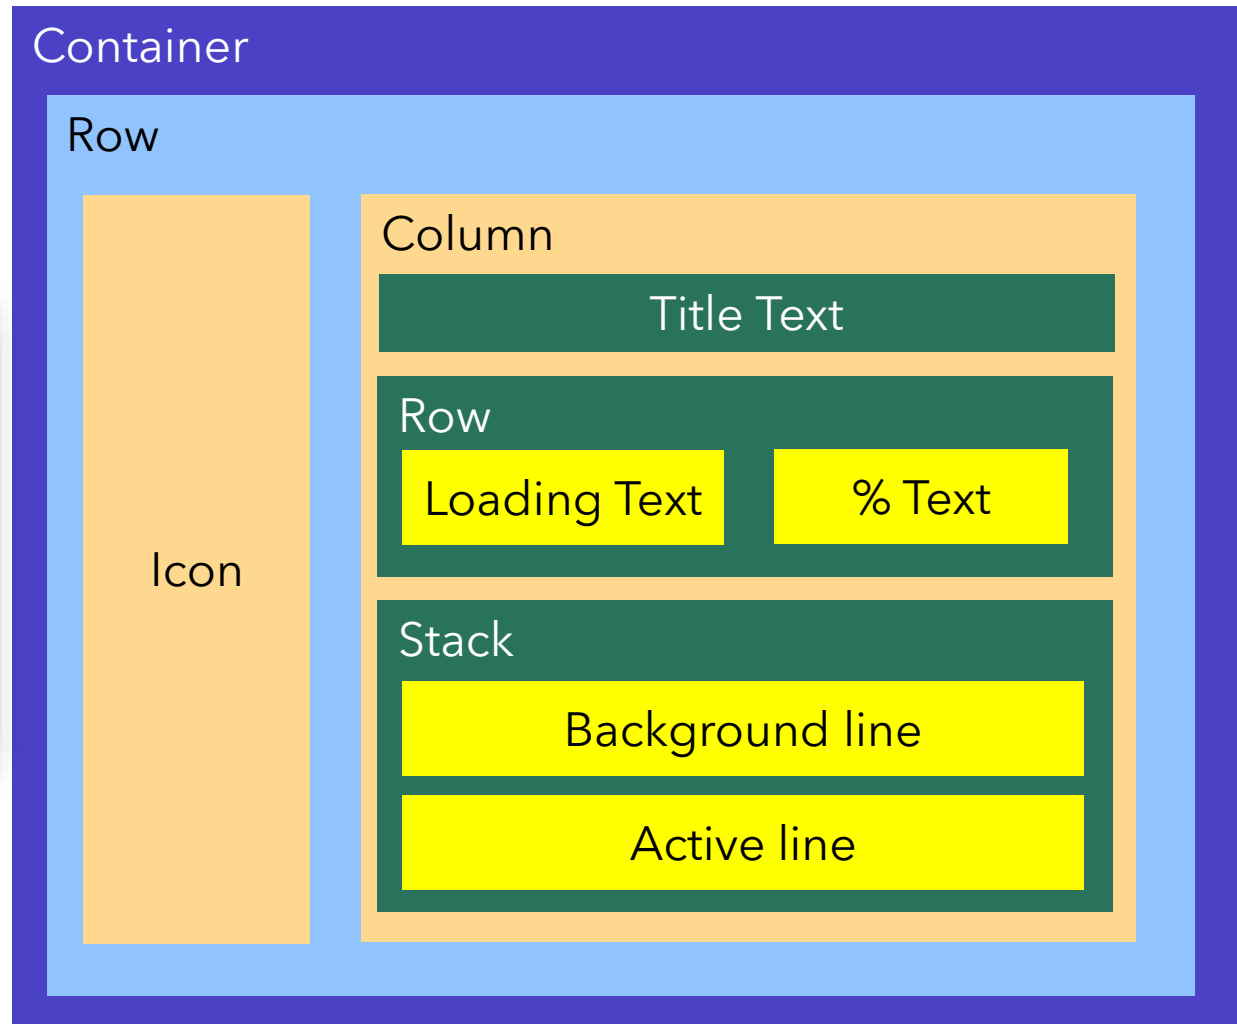 Container
Row
Column
Title Text
Row
Loading Text
% Text
Icon
Stack
Background line
Active line